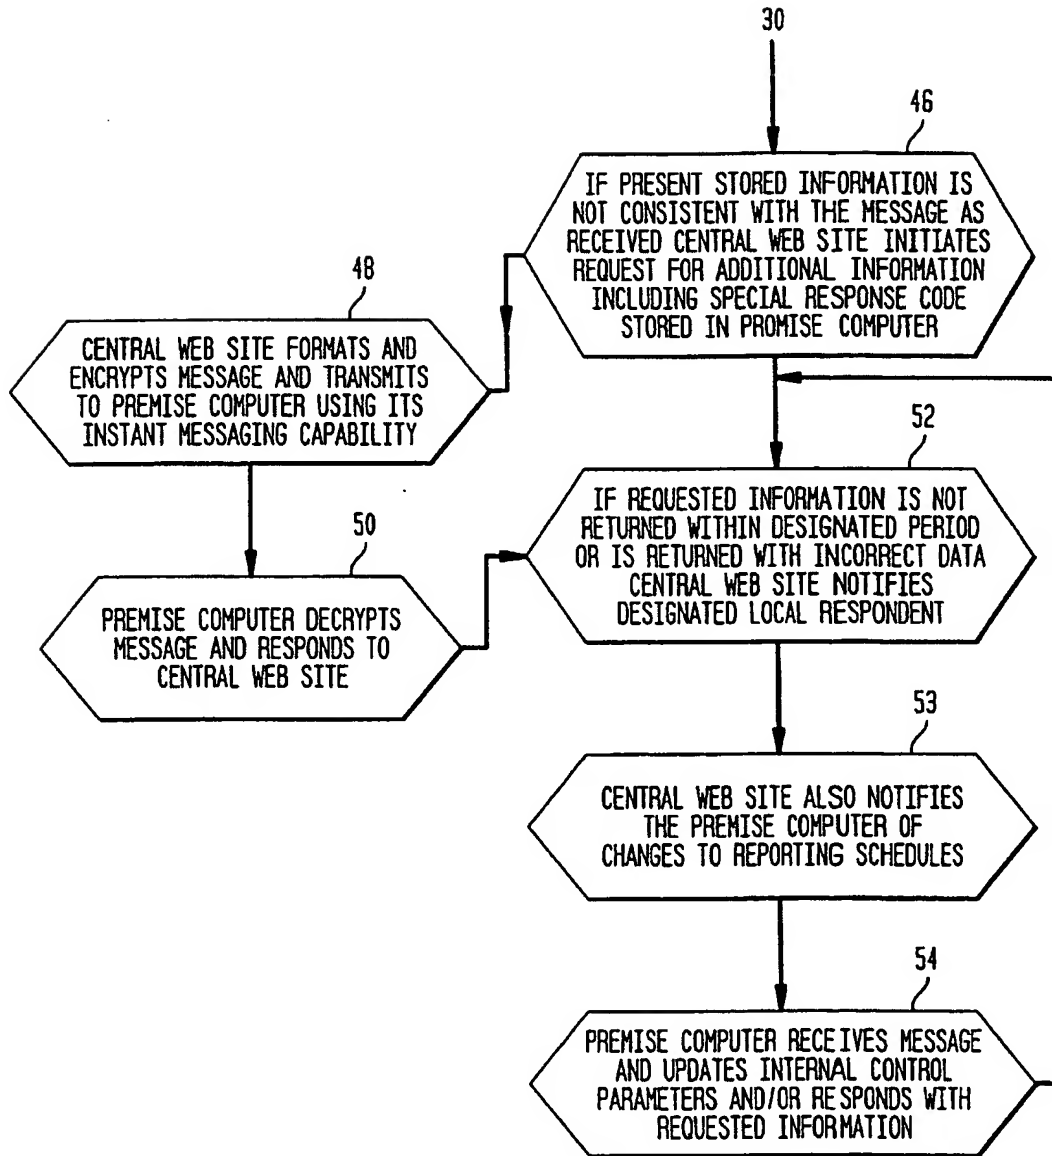 30
46
IF PRESENT STORED INFORMATION IS
NOT CONSISTENT WITH THE MESSAGE AS
RECEIVED CENTRAL WEB SITE INITIATES
REQUEST FOR ADDITIONAL INFORMATION
INCLUDING SPECIAL RESPONSE CODE
STORED IN PROMISE COMPUTER
48
CENTRAL WEB SITE FORMATS AND
ENCRYPTS MESSAGE AND TRANSMITS
TO PREMISE COMPUTER USING ITS
INSTANT MESSAGING CAPABILITY
50
PREMISE COMPUTER DECRYPTS
MESSAGE AND RESPONDS TO
CENTRAL WEB SITE
52
IF REQUESTED INFORMATION IS NOT
RETURNED WITHIN DESIGNATED PERIOD
OR IS RETURNED WITH INCORRECT DATA
CENTRAL WEB SITE NOTIFIES
DESIGNATED LOCAL RESPONDENT
53
CENTRAL WEB SITE ALSO NOTIFIES
THE PREMISE COMPUTER OF
CHANGES TO REPORTING SCHEDULES
54
PREMISE COMPUTER RECEIVES MESSAGE
AND UPDATES INTERNAL CONTROL
PARAMETERS AND/OR RESPONDS WITH
REQUESTED INFORMATION